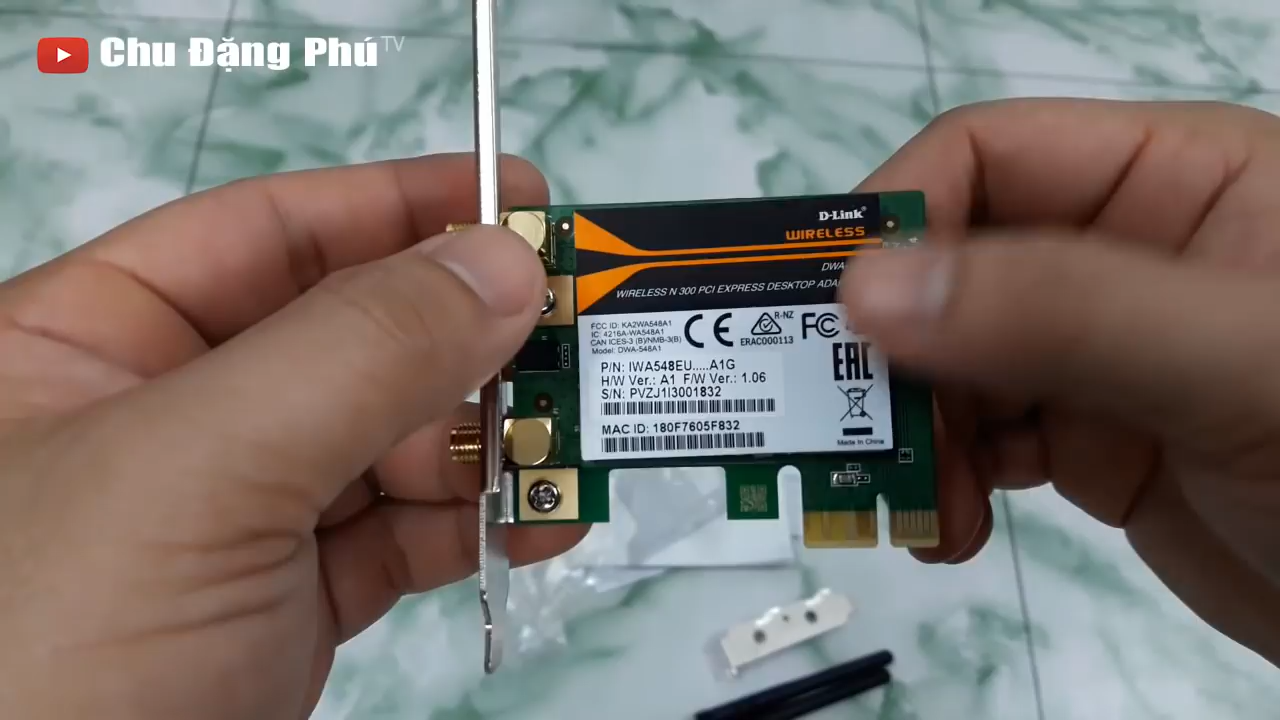 Chu Đặng Phú TV
D-Link®
WIRELESS
DWA
WIRELESS N 300 PCI EXPRESS DESKTOP
FCC ID: KA2WA548A1
IC: 4216A-WA548A1
CAN ICES-3 (B)/NMB-3(B)
Model: DWA-548A1
CE
R-NZ
ERAC000113
FC
EAC
P/N: IWA548EU.....A1G
H/W Ver.: A1 F/W Ver.: 1.06
S/N: PVZJ1I3001832
MAC ID: 180F7605F832
Made in China